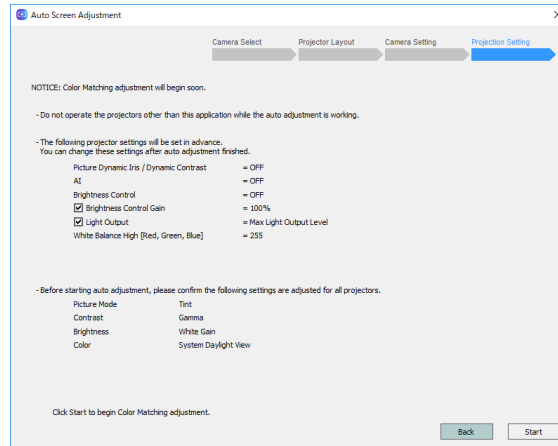 Auto Screen Adjustment
Camera Select Projector Layout Camera Setting Projection Setting
NOTICE: Color Matching adjustment will begin soon.
- Do not operate the projectors other than this application while the auto adjustment is working.
- The following projector settings will be set in advance.
You can change these settings after auto adjustment finished.
Picture Dynamic Iris / Dynamic Contrast = OFF
AI = OFF
Brightness Control = OFF
Brightness Control Gain = 100%
Light Output = Max Light Output Level
White Balance High [Red, Green, Blue] = 255
- Before starting auto adjustment, please confirm the following settings are adjusted for all projectors.
Picture Mode Tint
Contrast Gamma
Brightness White Gain
Color System Daylight View
Click Start to begin Color Matching adjustment.
Back Start